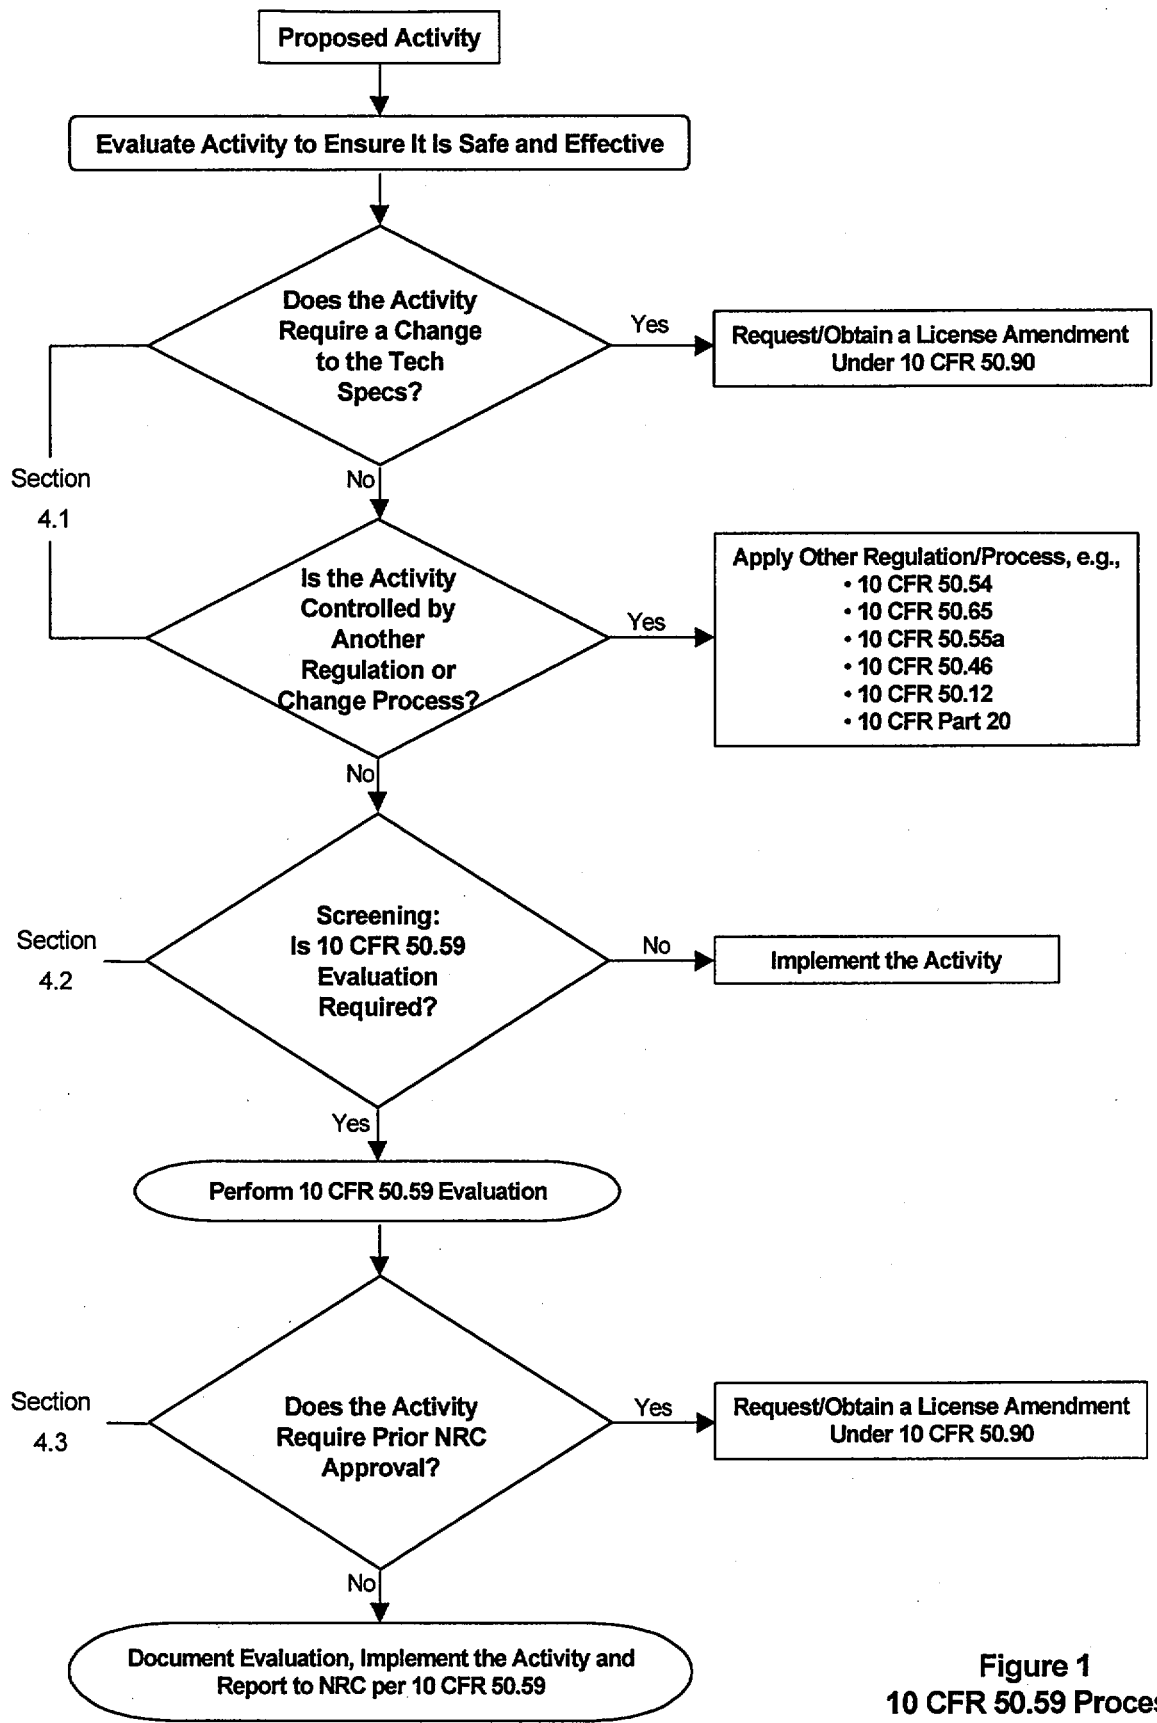 Proposed Activity
Evaluate Activity to Ensure It Is Safe and Effective
Does the Activity
Require a Change
to the Tech
Specs?
Yes
Request/Obtain a License Amendment
Under 10 CFR 50.90
No
Section
4.1
Is the Activity
Controlled by
Another
Regulation or
Change Process?
Yes
Apply Other Regulation/Process, e.g.,
• 10 CFR 50.54
• 10 CFR 50.65
• 10 CFR 50.55a
• 10 CFR 50.46
• 10 CFR 50.12
• 10 CFR Part 20
No
Section
4.2
Screening:
Is 10 CFR 50.59
Evaluation
Required?
No
Implement the Activity
Yes
Perform 10 CFR 50.59 Evaluation
Section
4.3
Does the Activity
Require Prior NRC
Approval?
Yes
Request/Obtain a License Amendment
Under 10 CFR 50.90
No
Document Evaluation, Implement the Activity and
Report to NRC per 10 CFR 50.59
Figure 1
10 CFR 50.59 Proces